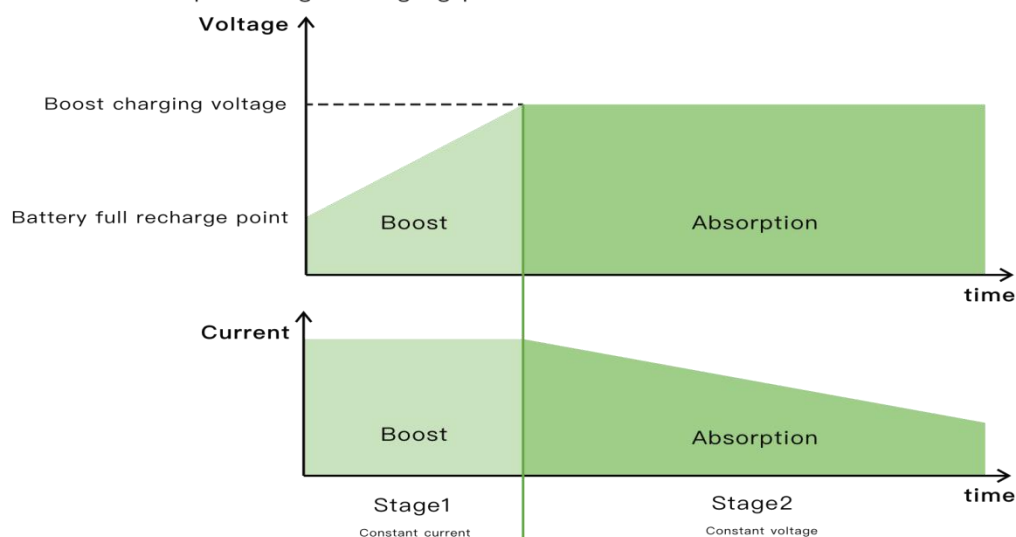 Voltage
Boost charging voltage
Battery full recharge point
Boost
Absorption
time
Current
Boost
Absorption
time
Stage1
Stage2
Constant current
Constant voltage